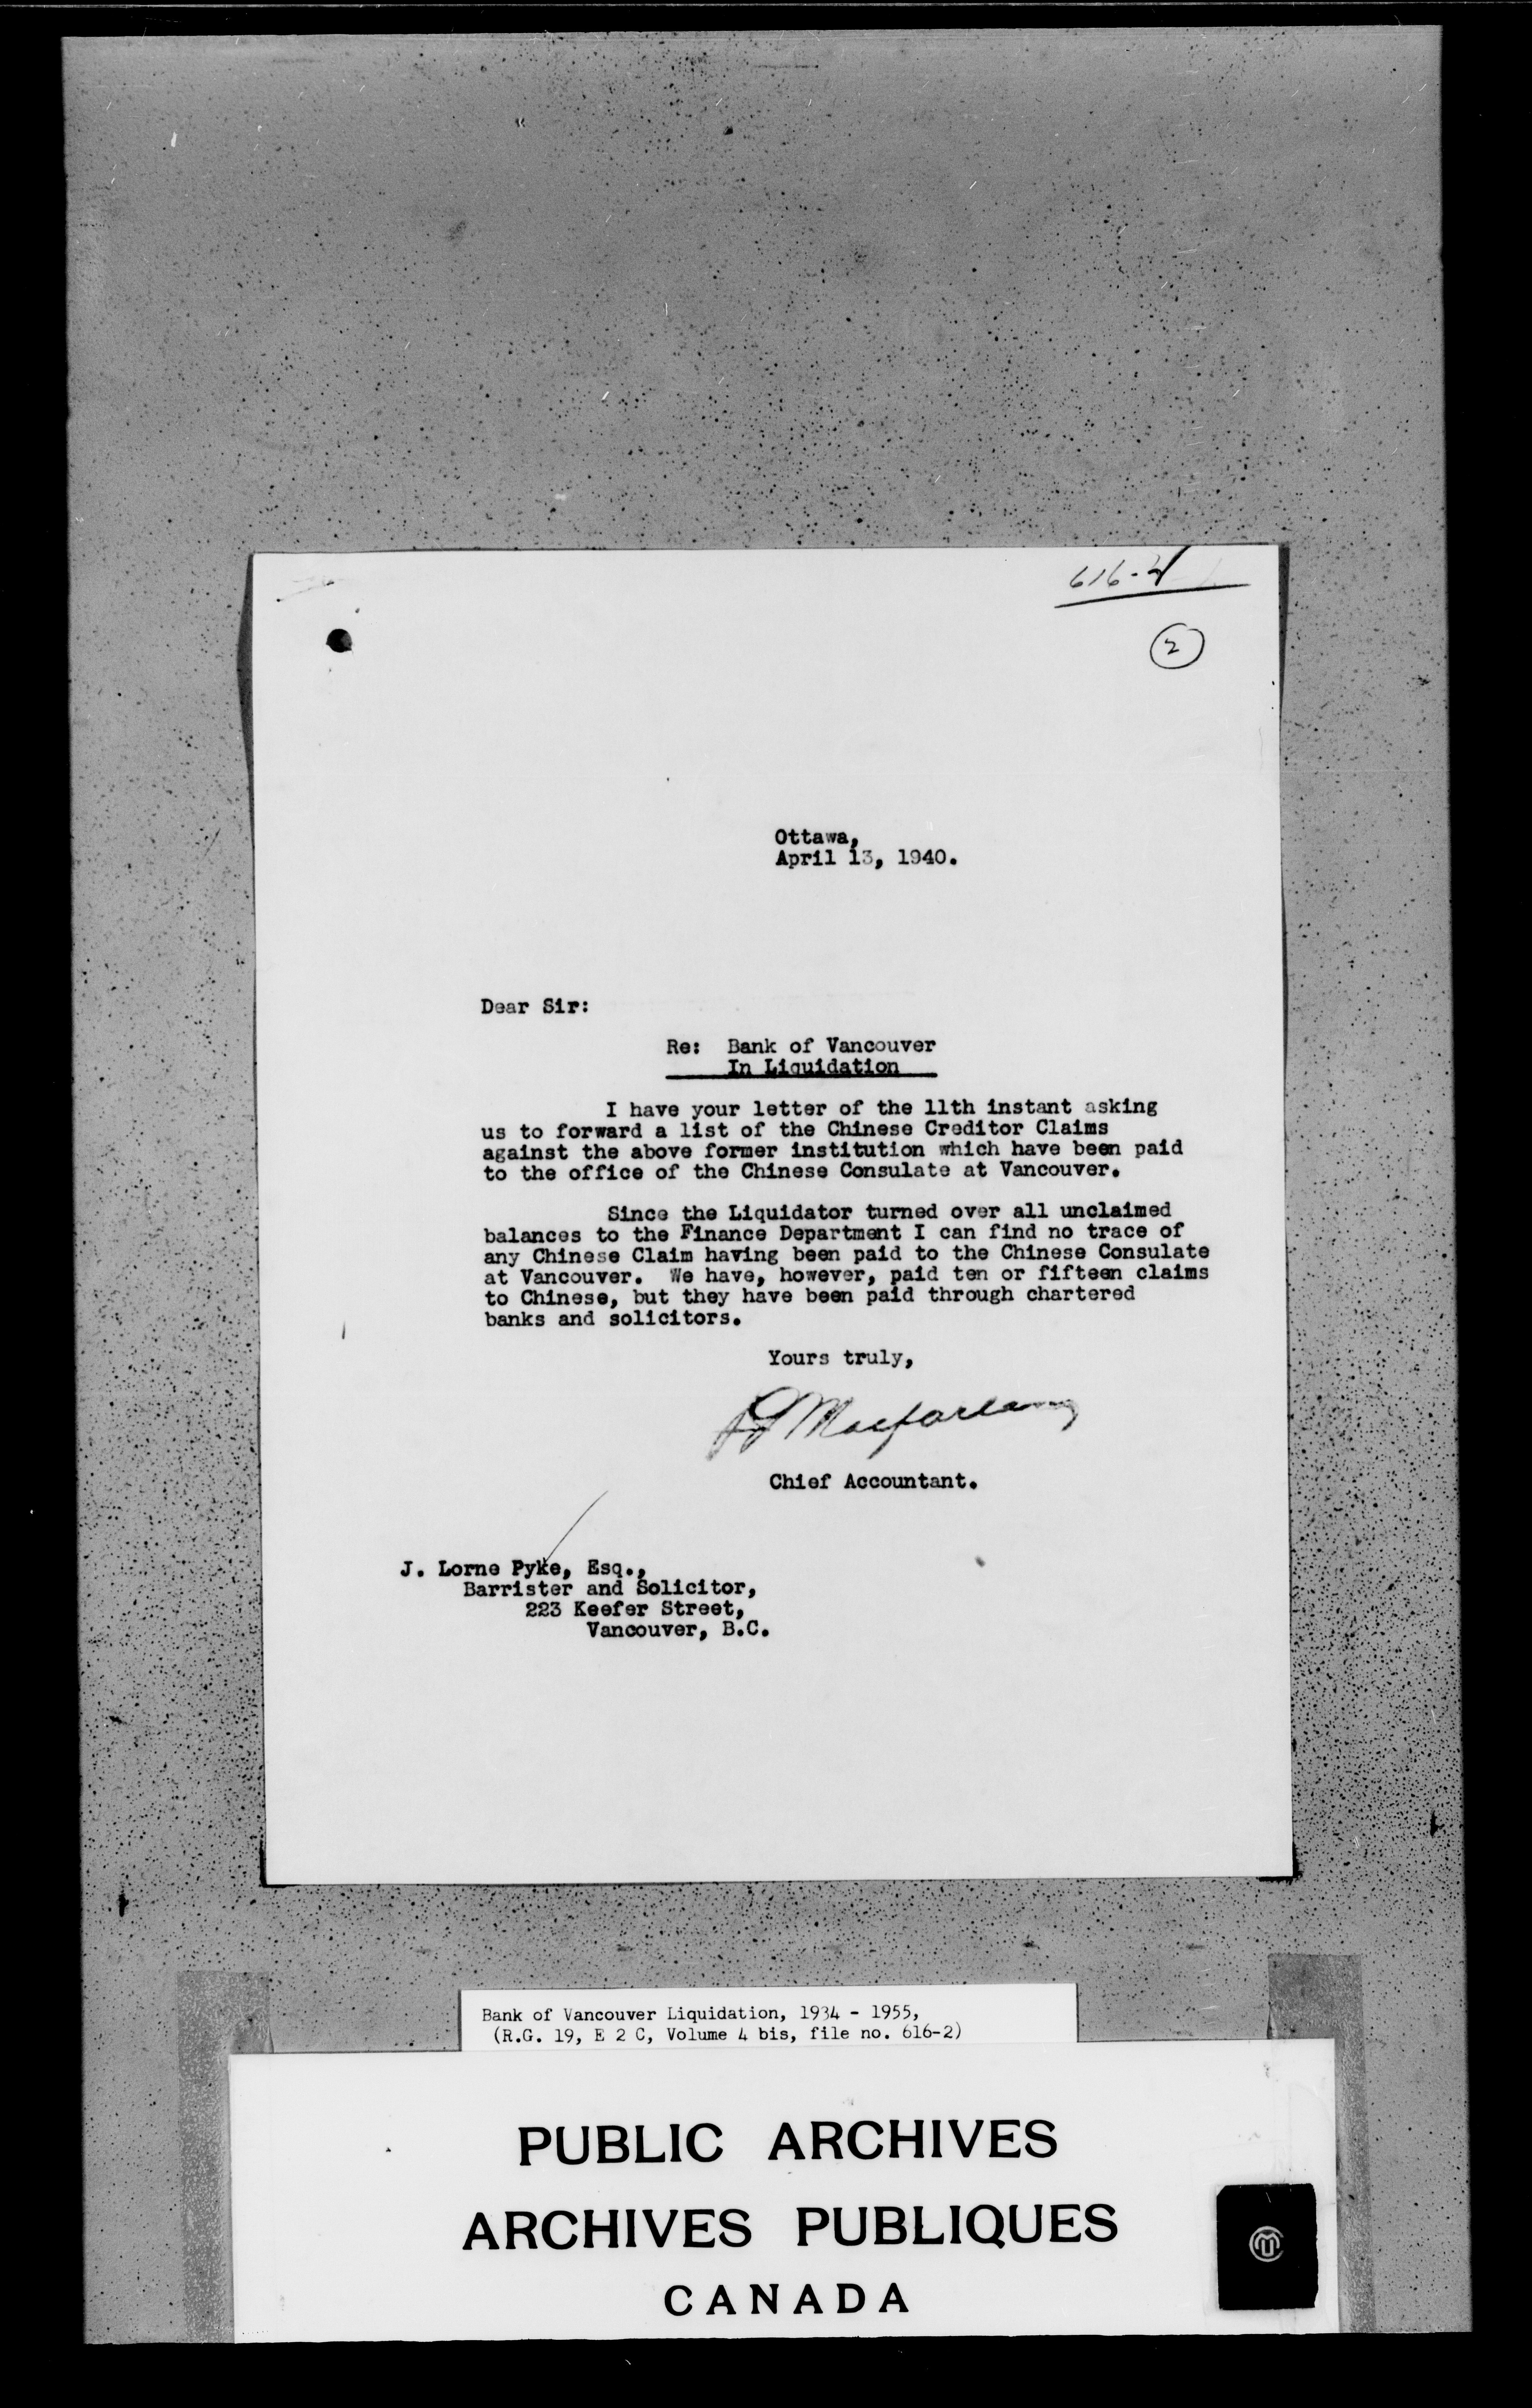 616-2
2
Ottawa,
April 13, 1940.
Dear Sir:
Re: Bank of Vancouver
In Liquidation
I have your letter of the 11th instant asking
us to forward a list of the Chinese Creditor Claims
against the above former institution which have been paid
to the office of the Chinese Consulate at Vancouver.
Since the Liquidator turned over all unclaimed
balances to the Finance Department I can find no trace of
any Chinese Claim having been paid to the Chinese Consulate
at Vancouver. We have, however, paid ten or fifteen claims
to Chinese, but they have been paid through chartered
banks and solicitors.
Yours truly,
Macfarlane
Chief Accountant.
J. Lorne Pyke, Esq.,
Barrister and Solicitor,
223 Keefer Street,
Vancouver, B.C.
Bank of Vancouver Liquidation, 1934 - 1955,
(R.G. 19, E 2 C, Volume 4 bis, file no. 616-2)
PUBLIC ARCHIVES
ARCHIVES PUBLIQUES
CANADA